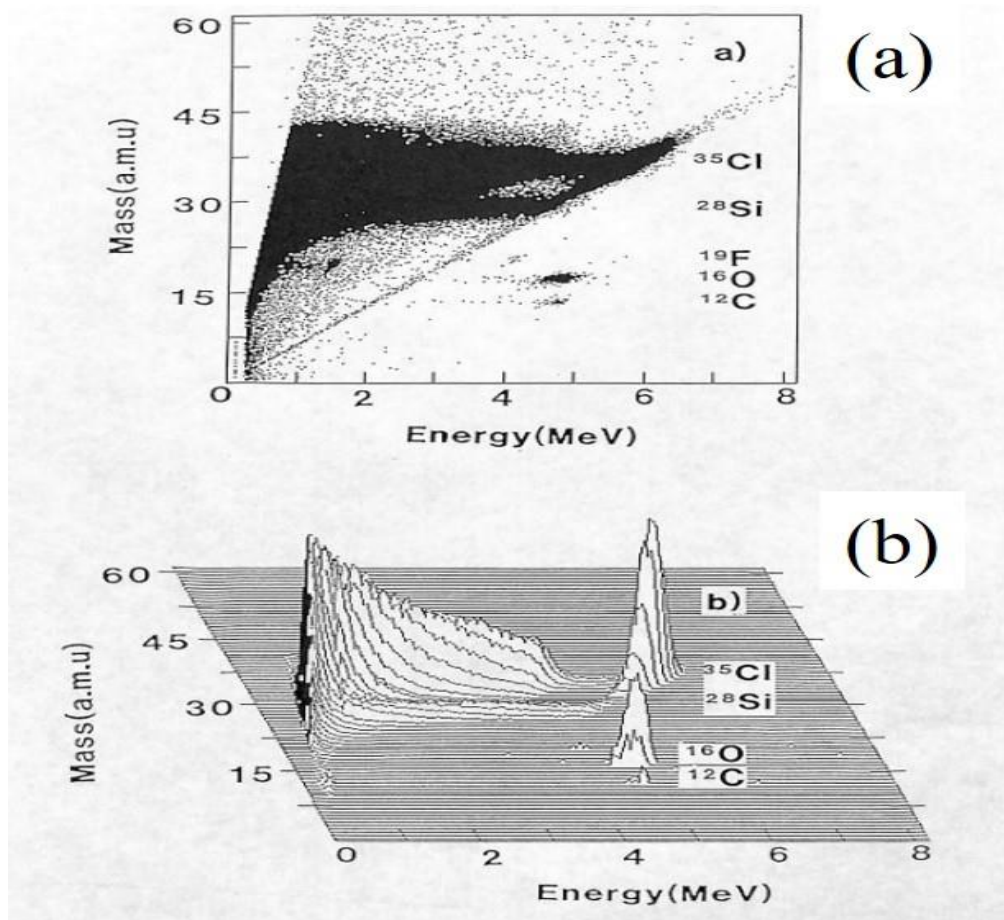 (a)
a)
60
45
30
15
Mass(a.m.u)
³⁵Cl
²⁸Si
¹⁹F
¹⁶O
¹²C
0 2 4 6 8
Energy(MeV)
(b)
b)
60
45
30
15
Mass(a.m.u)
³⁵Cl
²⁸Si
¹⁶O
¹²C
0 2 4 6 8
Energy(MeV)